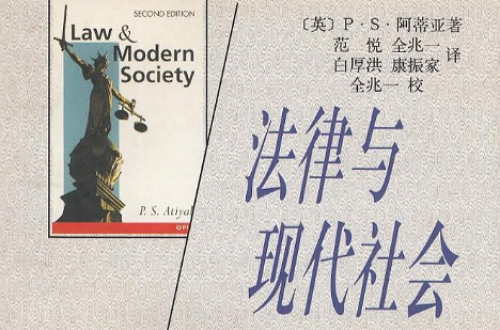 SECOND EDITION
Law &
Modern
Society
P. S. Atiyah
〔英〕P·S·阿蒂亚著
范 悦 全兆一
白厚洪 康振家
译
全兆一 校
法律与
现代社会